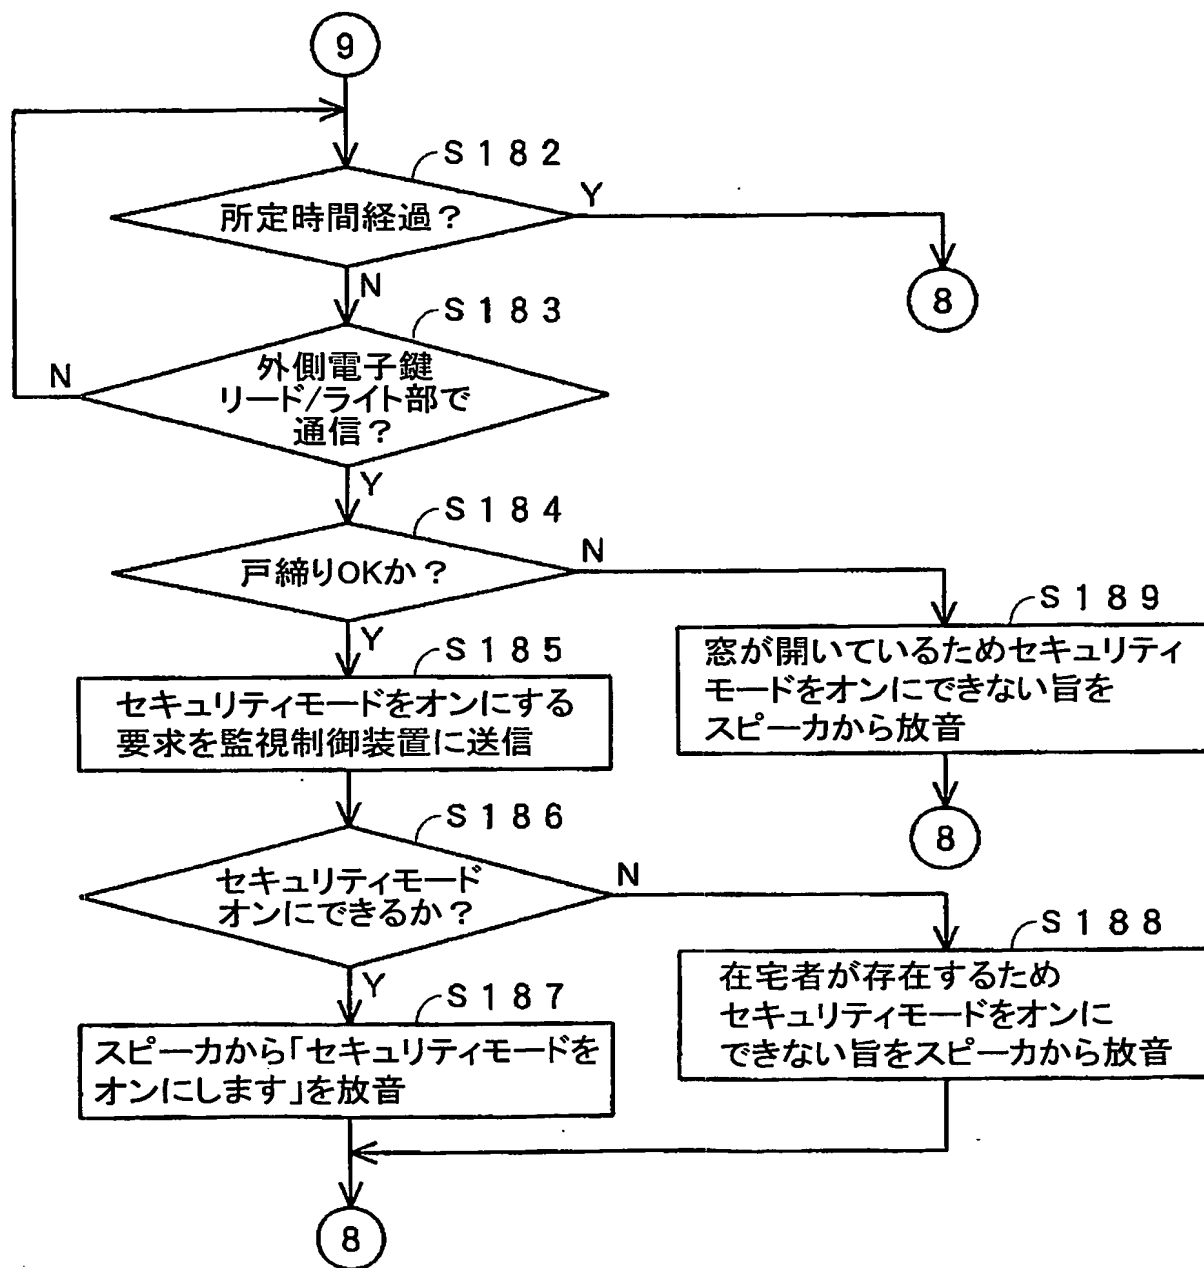 9
S182
所定時間経過?
Y
N
8
S183
外側電子鍵
リード/ライト部で
通信?
N
Y
S184
戸締りOKか?
N
Y
S189
窓が開いているためセキュリティ
モードをオンにできない旨を
スピーカから放音
8
S185
セキュリティモードをオンにする
要求を監視制御装置に送信
S186
セキュリティモード
オンにできるか?
N
Y
S188
在宅者が存在するため
セキュリティモードをオンに
できない旨をスピーカから放音
S187
スピーカから「セキュリティモードを
オンにします」を放音
8